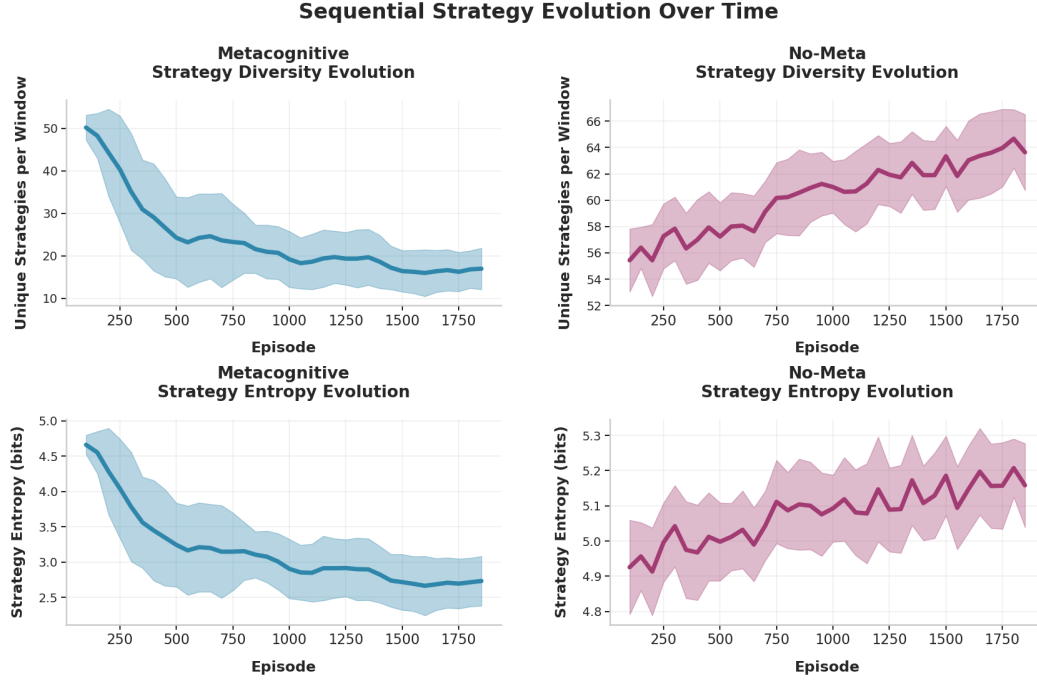 Sequential Strategy Evolution Over Time
Metacognitive
Strategy Diversity Evolution
Unique Strategies per Window
50
40
30
20
10
250 500 750 1000 1250 1500 1750
Episode
No-Meta
Strategy Diversity Evolution
Unique Strategies per Window
66
64
62
60
58
56
54
52
250 500 750 1000 1250 1500 1750
Episode
Metacognitive
Strategy Entropy Evolution
Strategy Entropy (bits)
5.0
4.5
4.0
3.5
3.0
2.5
250 500 750 1000 1250 1500 1750
Episode
No-Meta
Strategy Entropy Evolution
Strategy Entropy (bits)
5.3
5.2
5.1
5.0
4.9
4.8
250 500 750 1000 1250 1500 1750
Episode